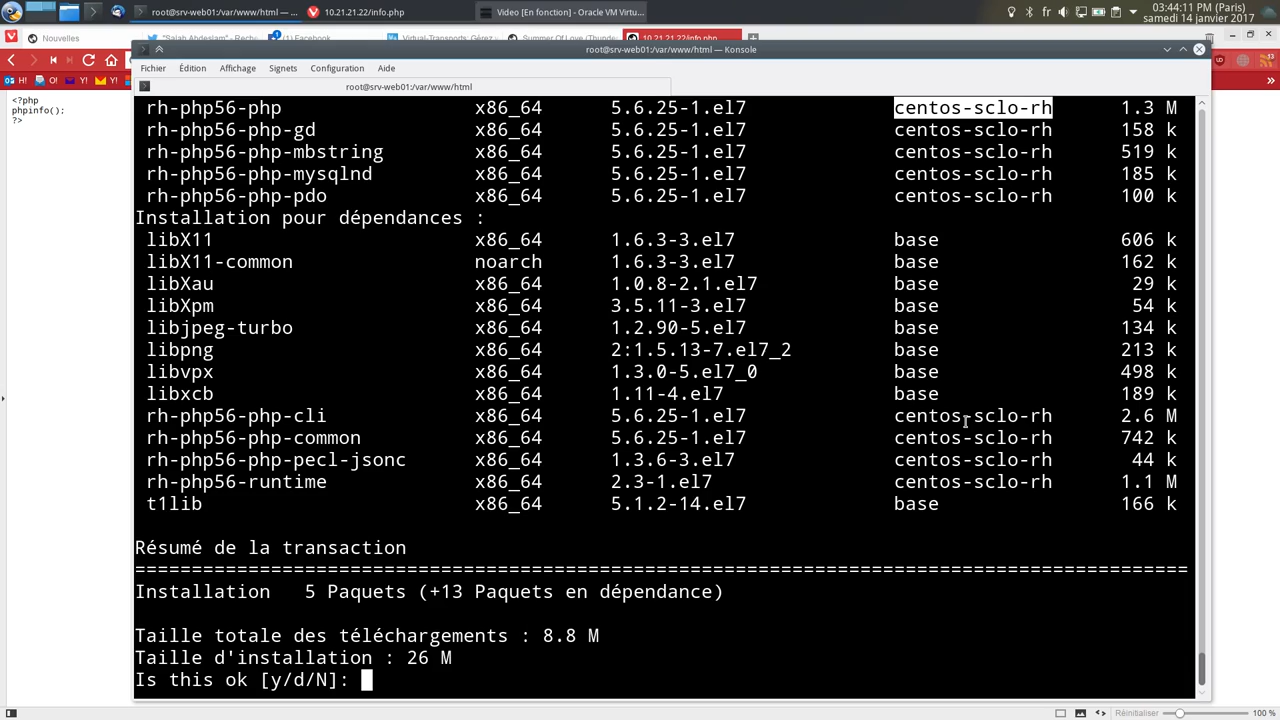 root@srv-web01:/var/www/html —...
10.21.21.22/info.php
Video [En fonction] – Oracle VM Virtu...
fr
03:44:11 PM (Paris)
samedi 14 janvier 2017
Nouvelles
(1) Facebook
10.21.21.22/info.php
root@srv-web01:/var/www/html — Konsole
H!
O!
Y!
Y!
Fichier Édition Affichage Signets Configuration Aide
root@srv-web01:/var/www/html
<?php
phpinfo();
?>
rh-php56-php x86_64 5.6.25-1.el7 centos-sclo-rh 1.3 M
rh-php56-php-gd x86_64 5.6.25-1.el7 centos-sclo-rh 158 k
rh-php56-php-mbstring x86_64 5.6.25-1.el7 centos-sclo-rh 519 k
rh-php56-php-mysqlnd x86_64 5.6.25-1.el7 centos-sclo-rh 185 k
rh-php56-php-pdo x86_64 5.6.25-1.el7 centos-sclo-rh 100 k
Installation pour dépendances :
libX11 x86_64 1.6.3-3.el7 base 606 k
libX11-common noarch 1.6.3-3.el7 base 162 k
libXau x86_64 1.0.8-2.1.el7 base 29 k
libXpm x86_64 3.5.11-3.el7 base 54 k
libjpeg-turbo x86_64 1.2.90-5.el7 base 134 k
libpng x86_64 2:1.5.13-7.el7_2 base 213 k
libvpx x86_64 1.3.0-5.el7_0 base 498 k
libxcb x86_64 1.11-4.el7 base 189 k
rh-php56-php-cli x86_64 5.6.25-1.el7 centos-sclo-rh 2.6 M
rh-php56-php-common x86_64 5.6.25-1.el7 centos-sclo-rh 742 k
rh-php56-php-pecl-jsonc x86_64 1.3.6-3.el7 centos-sclo-rh 44 k
rh-php56-runtime x86_64 2.3-1.el7 centos-sclo-rh 1.1 M
t1lib x86_64 5.1.2-14.el7 base 166 k
Résumé de la transaction
================================================================================
Installation 5 Paquets (+13 Paquets en dépendance)
Taille totale des téléchargements : 8.8 M
Taille d'installation : 26 M
Is this ok [y/d/N]:
Réinitialiser
100 %